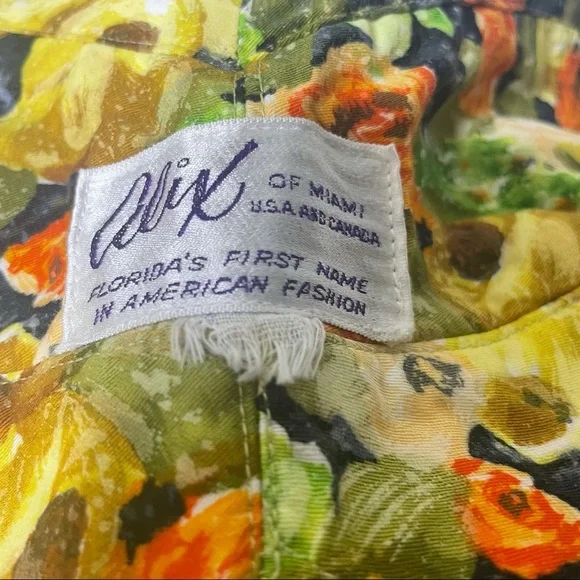 Alix
OF MIAMI
U.S.A. AND CANADA
FLORIDA'S FIRST NAME
IN AMERICAN FASHION